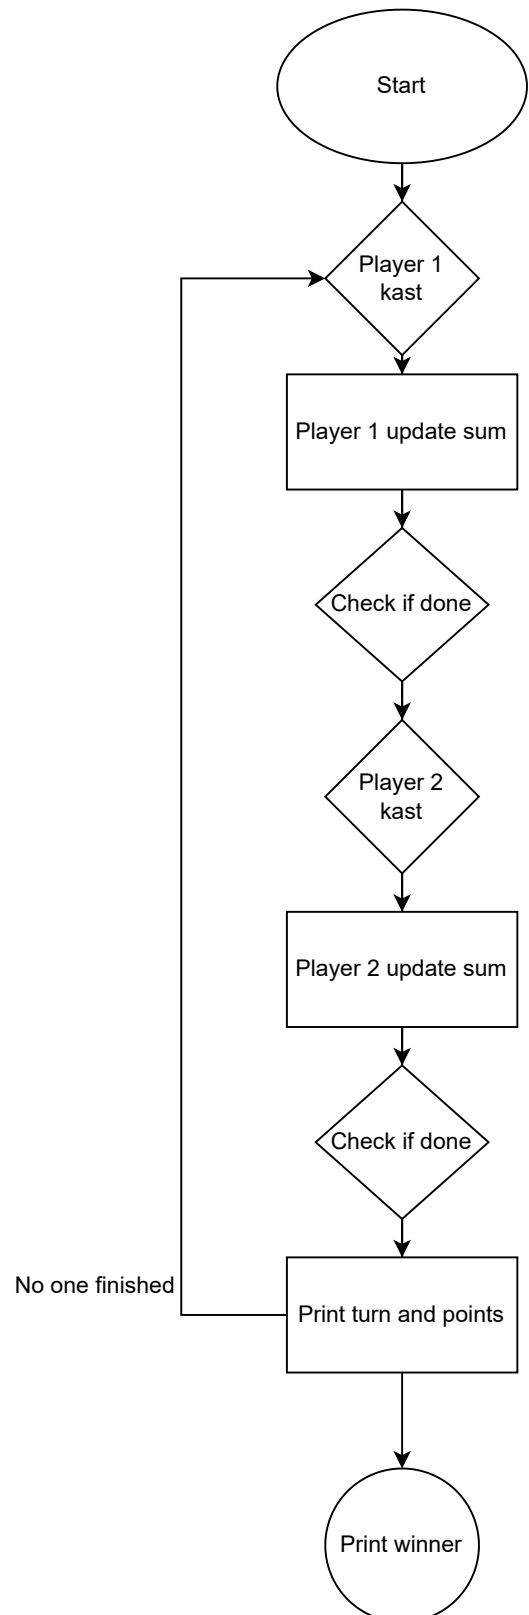 Start
Player 1
kast
Player 1 update sum
Check if done
Player 2
kast
Player 2 update sum
Check if done
No one finished
Print turn and points
Print winner